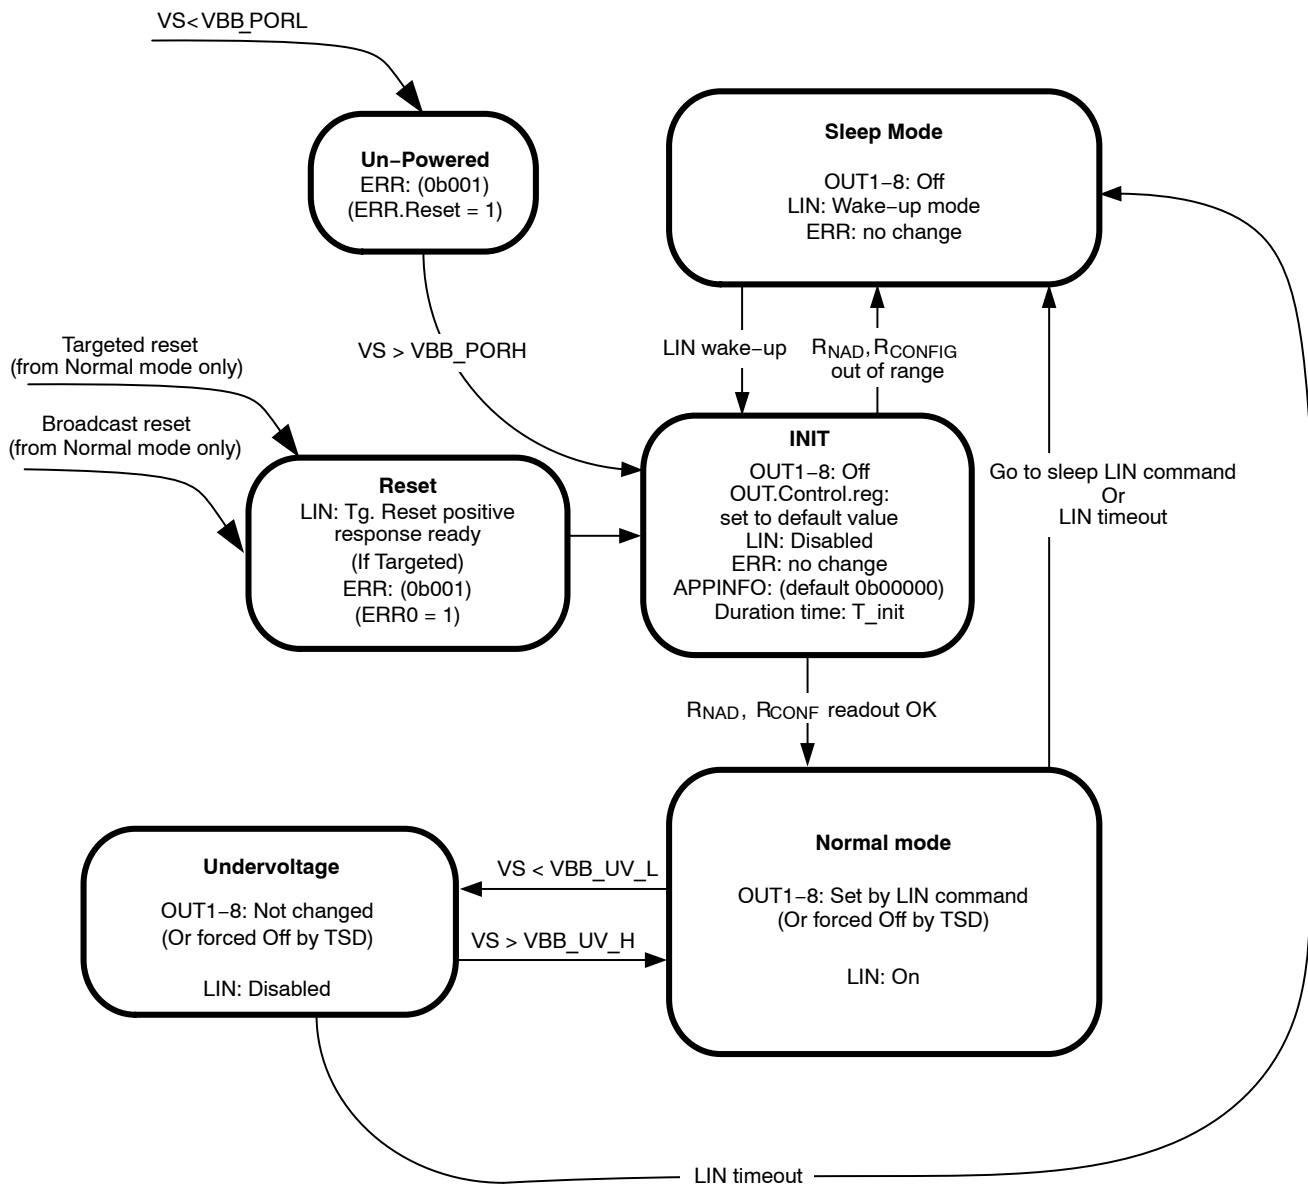 VS<VBB_PORL
Un–Powered
ERR: (0b001)
(ERR.Reset = 1)
Sleep Mode
OUT1–8: Off
LIN: Wake–up mode
ERR: no change
Targeted reset
(from Normal mode only)
Broadcast reset
(from Normal mode only)
VS > VBB_PORH
LIN wake–up
RNAD, RCONFIG
out of range
Reset
LIN: Tg. Reset positive
response ready
(If Targeted)
ERR: (0b001)
(ERR0 = 1)
INIT
OUT1–8: Off
OUT.Control.reg:
set to default value
LIN: Disabled
ERR: no change
APPINFO: (default 0b00000)
Duration time: T_init
Go to sleep LIN command
Or
LIN timeout
RNAD, RCONF readout OK
Undervoltage
OUT1–8: Not changed
(Or forced Off by TSD)
LIN: Disabled
VS < VBB_UV_L
VS > VBB_UV_H
Normal mode
OUT1–8: Set by LIN command
(Or forced Off by TSD)
LIN: On
LIN timeout